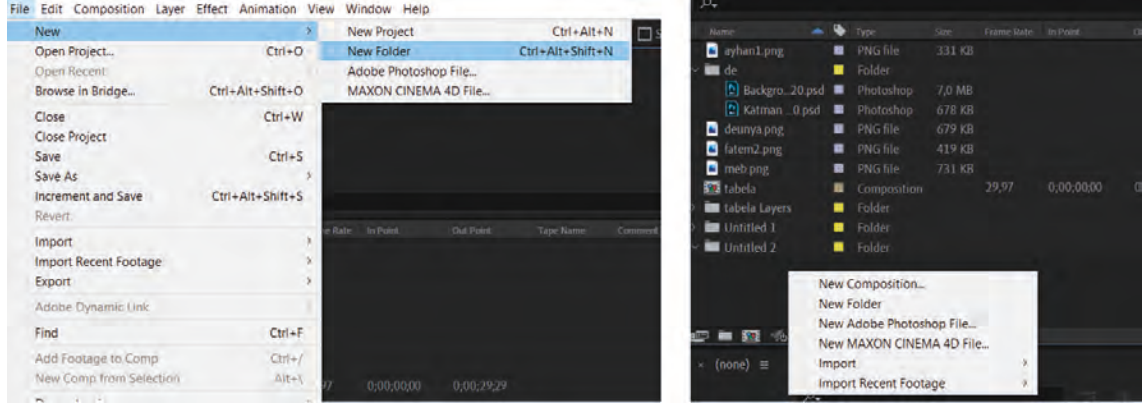 File Edit Composition Layer Effect Animation View Window Help
New
Open Project... Ctrl+O
Open Recent
Browse in Bridge... Ctrl+Alt+Shift+O
Close Ctrl+W
Close Project
Save Ctrl+S
Save As
Increment and Save Ctrl+Alt+Shift+S
Revert
Import
Import Recent Footage
Export
Adobe Dynamic Link
Find Ctrl+F
Add Footage to Comp Ctrl+/
New Comp from Selection Alt+\
New Project Ctrl+Alt+N
New Folder Ctrl+Alt+Shift+N
Adobe Photoshop File...
MAXON CINEMA 4D File...
Rate In Point Out Point Tape Name Comment
0;00;00;00 0;00;29;29
Name Type Size Frame Rate In Point
ayhan1.png PNG file 331 KB
de Folder
Backgro...20.psd Photoshop 7,0 MB
Katman ...0.psd Photoshop 678 KB
deunya.png PNG file 679 KB
fatem2.png PNG file 419 KB
meb.png PNG file 731 KB
tabela Composition 29,97 0;00;00;00
tabela Layers Folder
Untitled 1 Folder
Untitled 2 Folder
New Composition...
New Folder
New Adobe Photoshop File...
New MAXON CINEMA 4D File...
Import
Import Recent Footage
(none)